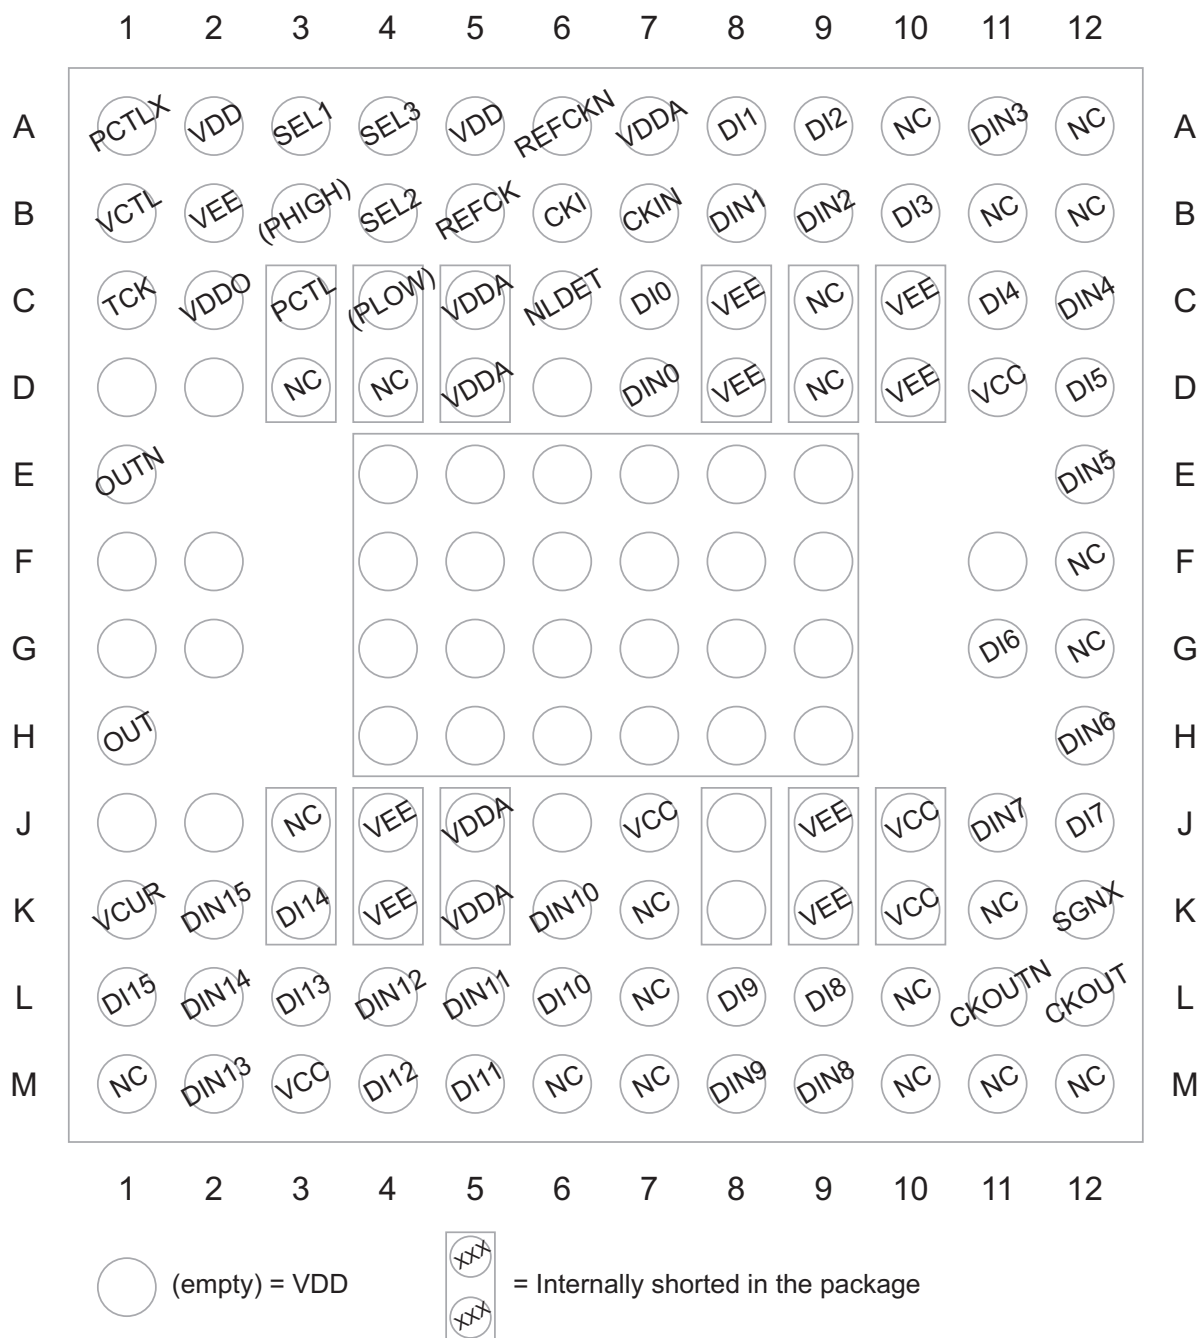 1 2 3 4 5 6 7 8 9 10 11 12
A PCTLX VDD SEL1 SEL3 VDD REFCKN VDDA DI1 DI2 NC DIN3 NC A
B VCTL VEE (PHIGH) SEL2 REFCK CKI CKIN DIN1 DIN2 DI3 NC NC B
C TCK VDDO PCTL (PLOW) VDDA NLDET DI0 VEE NC VEE DI4 DIN4 C
D NC NC VDDA DIN0 VEE NC VEE VCC DI5 D
E OUTN DIN5 E
F NC F
G DI6 NC G
H OUT DIN6 H
J NC VEE VDDA VCC VEE VCC DIN7 DI7 J
K VCUR DIN15 DI14 VEE VDDA DIN10 NC VEE VCC NC SGNX K
L DI15 DIN14 DI13 DIN12 DIN11 DI10 NC DI9 DI8 NC CKOUTN CKOUT L
M NC DIN13 VCC DI12 DI11 NC NC DIN9 DIN8 NC NC NC M
1 2 3 4 5 6 7 8 9 10 11 12
xxx
(empty) = VDD = Internally shorted in the package
xxx